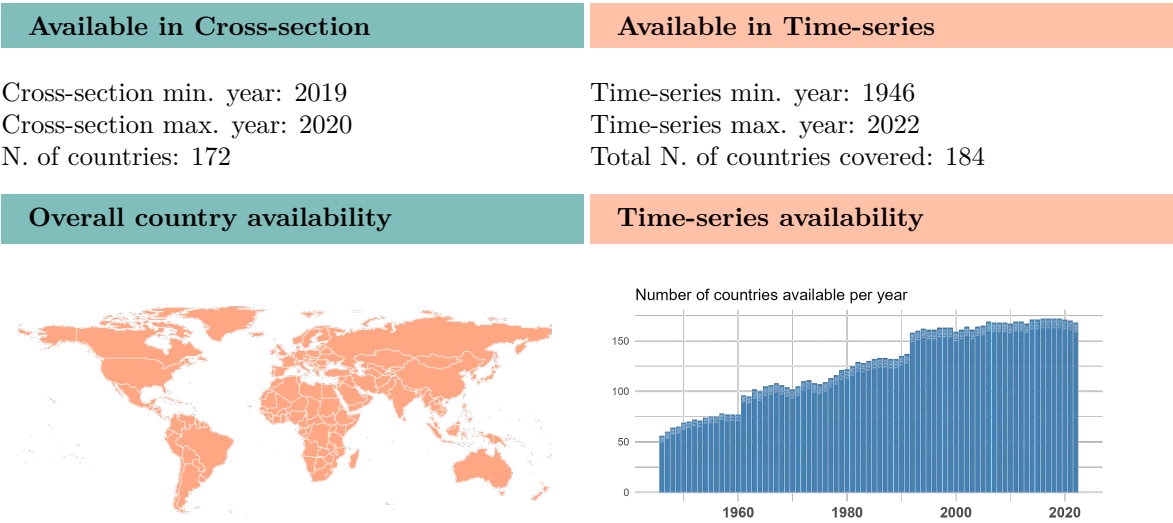 Available in Cross-section
Available in Time-series
Cross-section min. year: 2019
Cross-section max. year: 2020
N. of countries: 172
Time-series min. year: 1946
Time-series max. year: 2022
Total N. of countries covered: 184
Overall country availability
Time-series availability
Number of countries available per year
150
100
50
0
1960 1980 2000 2020